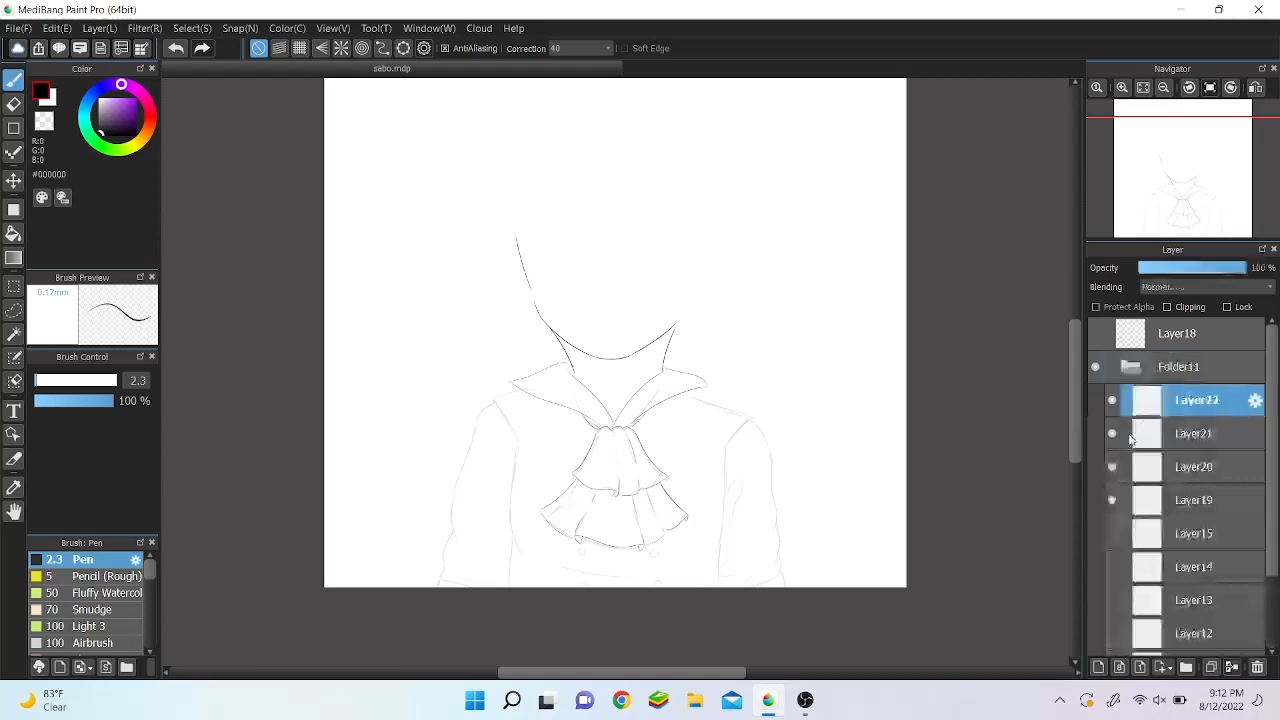 MediBang Paint Pro (64bit)
File(F) Edit(E) Layer(L) Filter(R) Select(S) Snap(N) Color(C) View(V) Tool(T) Window(W) Cloud Help
AntiAliasing Correction 40 Soft Edge
Color
sabo.mdp
Navigator
R:0
G:0
B:0
#000000
Layer
Opacity 100 %
Brush Preview
Blending Normal
0.17mm
Protect Alpha Clipping Lock
Layer18
Brush Control
Folder11
2.3
Layer22
100 %
Layer21
Layer20
Layer19
Layer15
Brush: Pen
2.3 Pen
Layer14
5 Pencil (Rough)
50 Fluffy Watercol
Layer13
70 Smudge
100 Light 3
Layer12
100 Airbrush
83°F
Clear
9:12 PM
8/12/2022